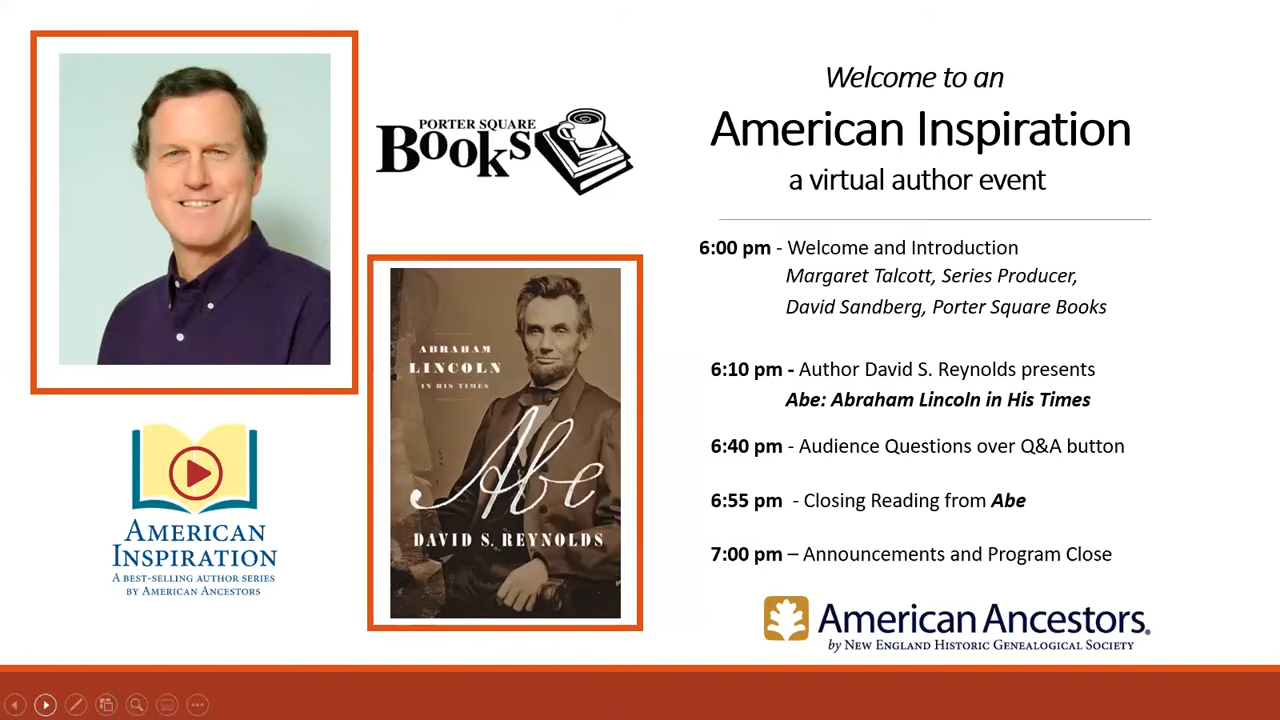 PORTER SQUARE
Books
ABRAHAM
LINCOLN
IN HIS TIMES
Abe
DAVID S. REYNOLDS
AMERICAN
INSPIRATION
A BEST-SELLING AUTHOR SERIES
BY AMERICAN ANCESTORS
Welcome to an
American Inspiration
a virtual author event
6:00 pm - Welcome and Introduction
Margaret Talcott, Series Producer,
David Sandberg, Porter Square Books
6:10 pm - Author David S. Reynolds presents
Abe: Abraham Lincoln in His Times
6:40 pm - Audience Questions over Q&A button
6:55 pm - Closing Reading from Abe
7:00 pm – Announcements and Program Close
American Ancestors®
by NEW ENGLAND HISTORIC GENEALOGICAL SOCIETY